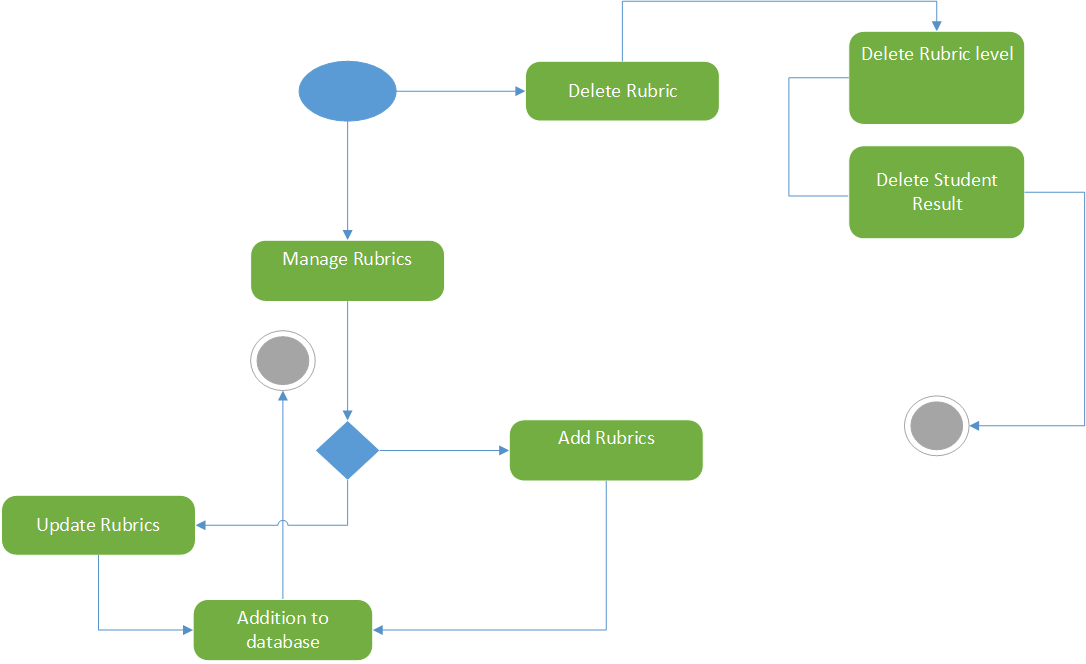 Delete Rubric level
Delete Rubric
Delete Student
Result
Manage Rubrics
Add Rubrics
Update Rubrics
Addition to
database